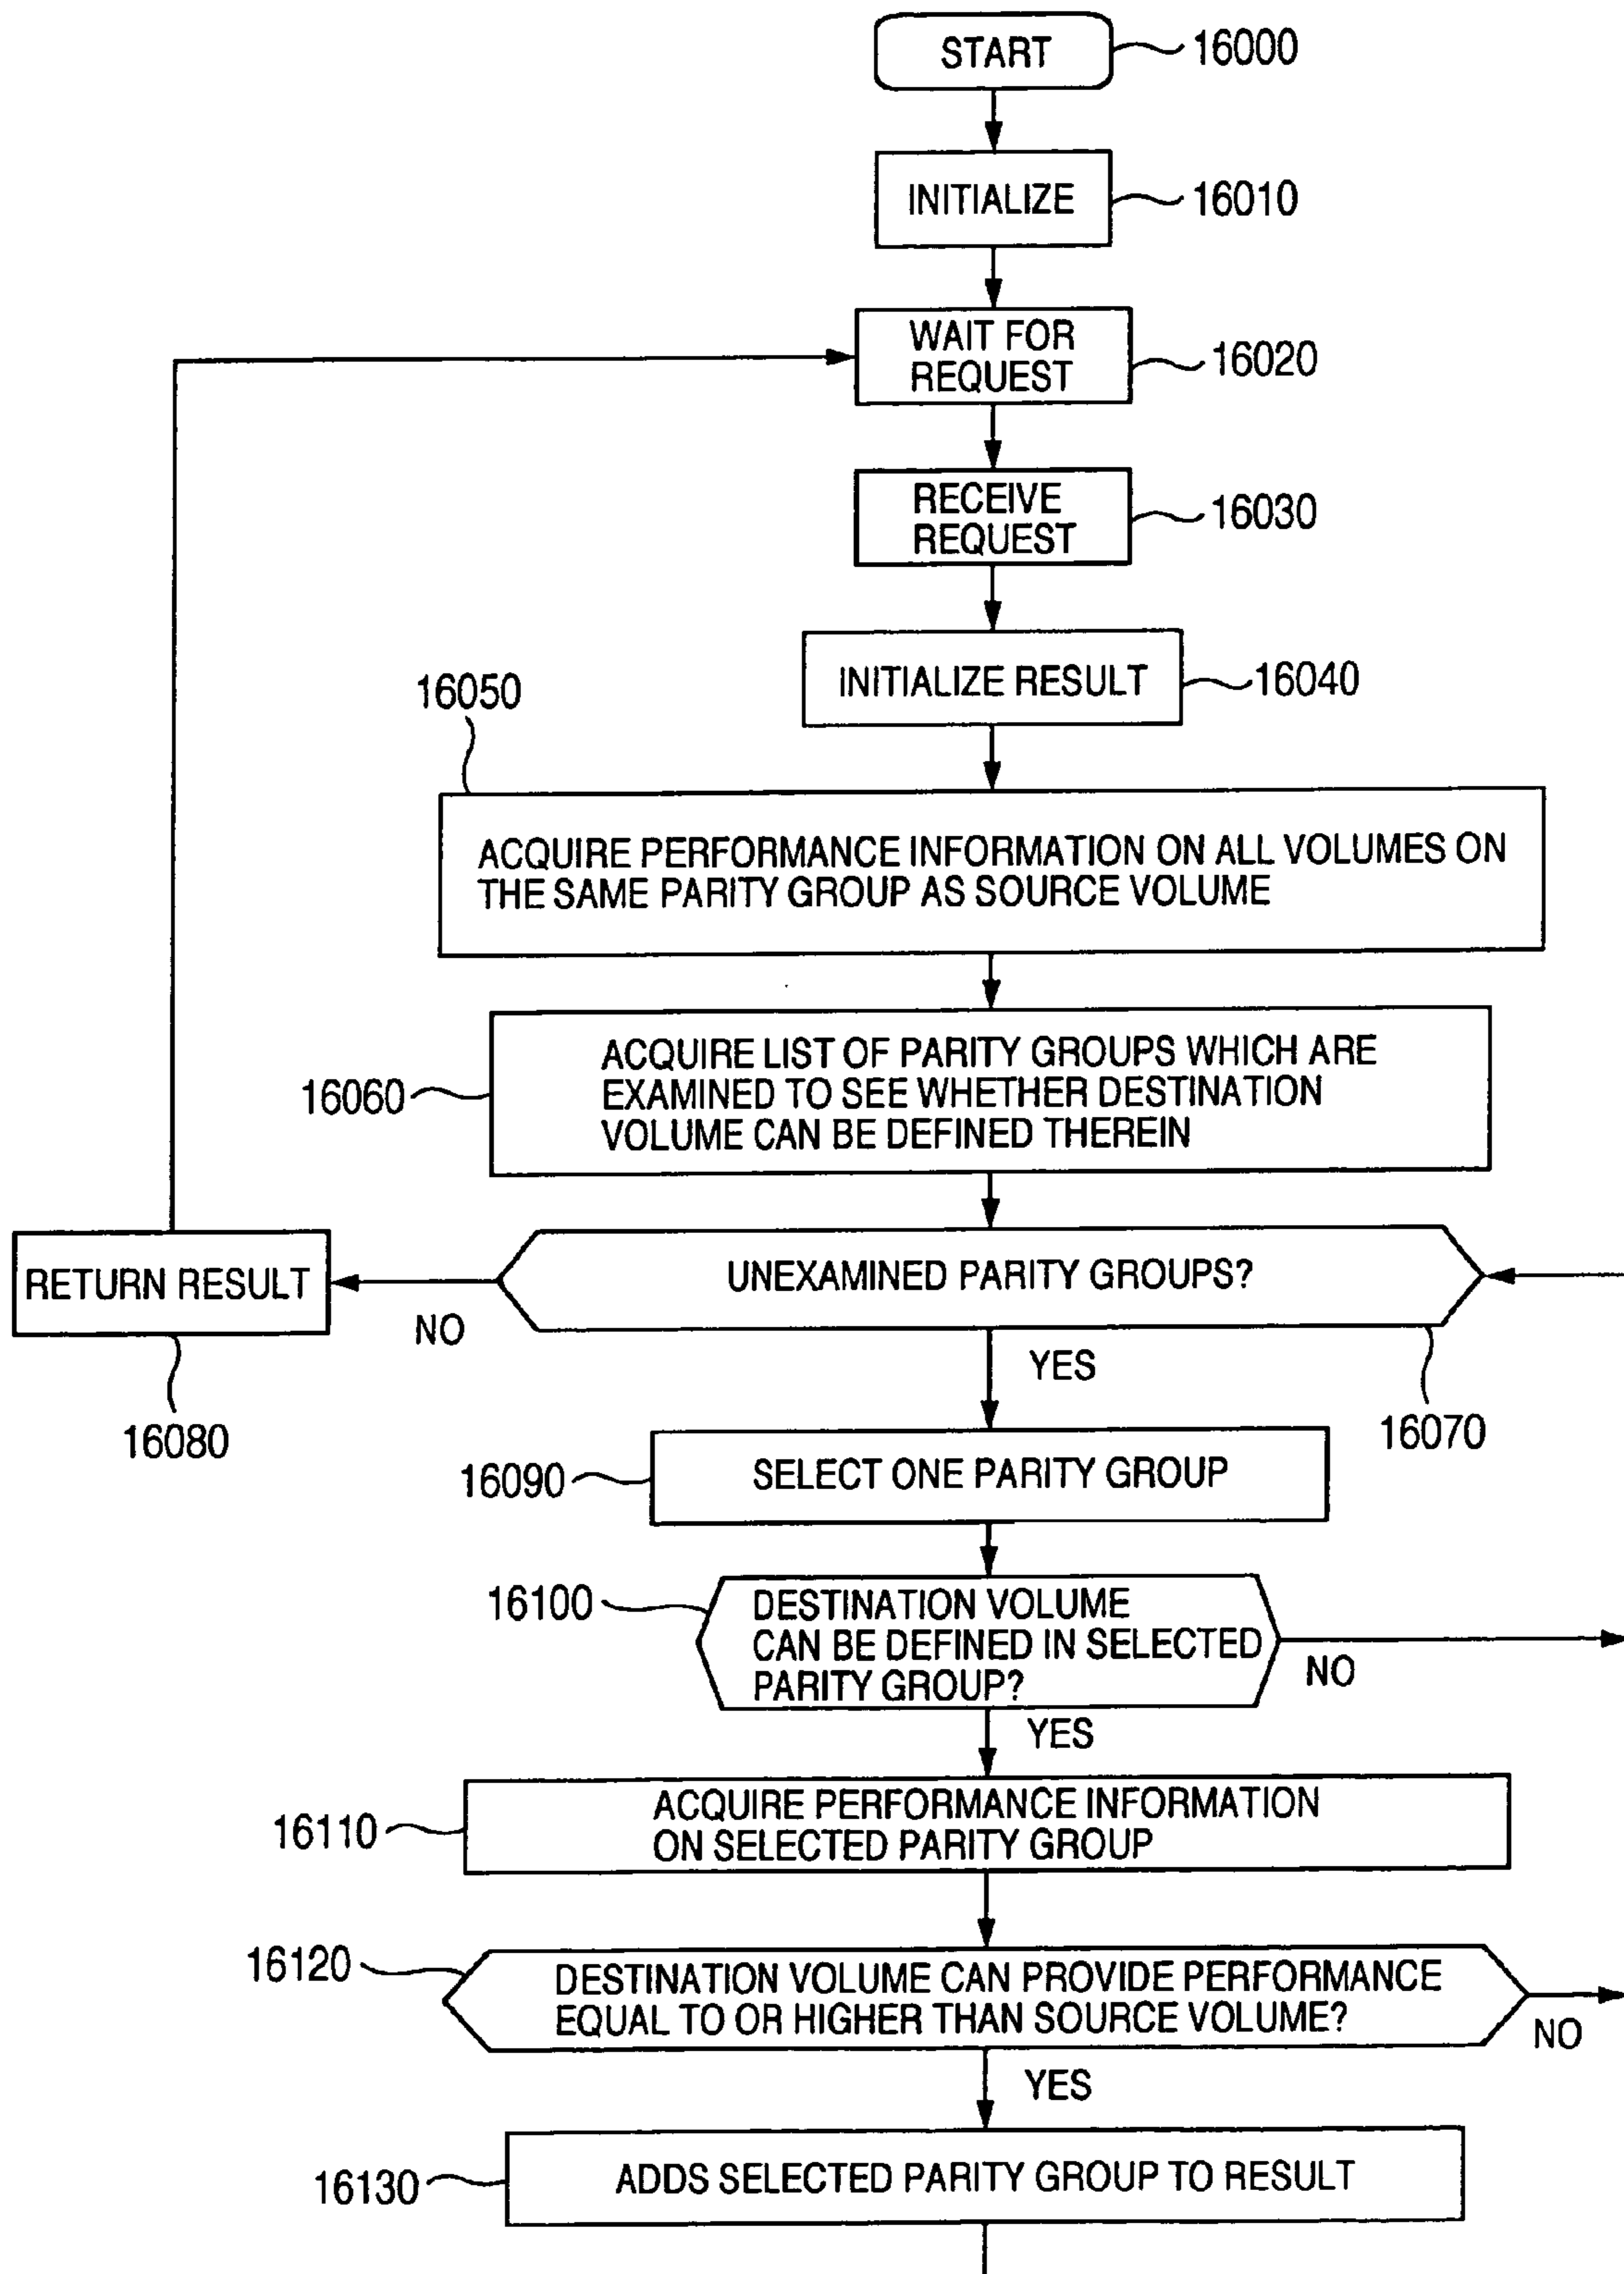 START
16000
INITIALIZE
16010
WAIT FOR
REQUEST
16020
RECEIVE
REQUEST
16030
INITIALIZE RESULT
16040
16050
ACQUIRE PERFORMANCE INFORMATION ON ALL VOLUMES ON
THE SAME PARITY GROUP AS SOURCE VOLUME
16060
ACQUIRE LIST OF PARITY GROUPS WHICH ARE
EXAMINED TO SEE WHETHER DESTINATION
VOLUME CAN BE DEFINED THEREIN
RETURN RESULT
NO
UNEXAMINED PARITY GROUPS?
YES
16080
16070
16090
SELECT ONE PARITY GROUP
16100
DESTINATION VOLUME
CAN BE DEFINED IN SELECTED
PARITY GROUP?
NO
YES
16110
ACQUIRE PERFORMANCE INFORMATION
ON SELECTED PARITY GROUP
16120
DESTINATION VOLUME CAN PROVIDE PERFORMANCE
EQUAL TO OR HIGHER THAN SOURCE VOLUME?
NO
YES
16130
ADDS SELECTED PARITY GROUP TO RESULT